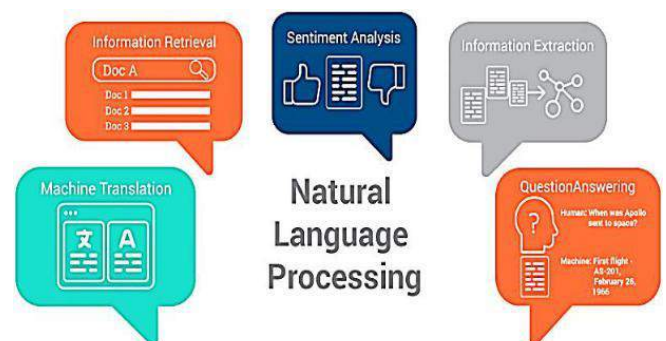 Information Retrieval
Doc A
Doc 1
Doc 2
Doc 3
Sentiment Analysis
Information Extraction
Machine Translation
文 A
Natural
Language
Processing
QuestionAnswering
?
Human: When was Apollo
sent to space?
Machine: First flight -
AS-201,
February 26,
1966